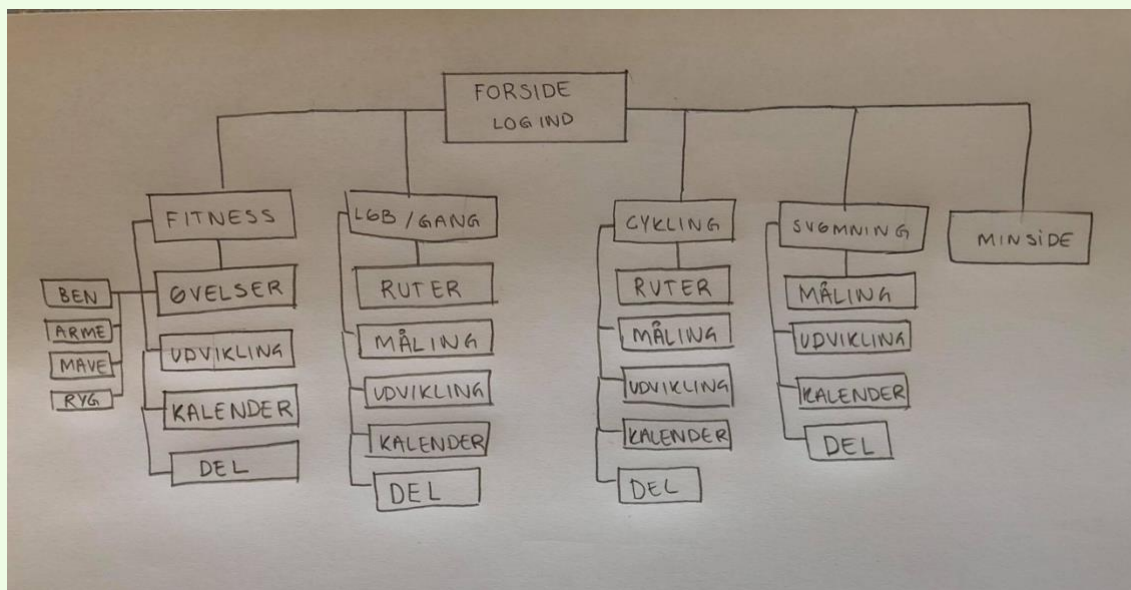 FORSIDE
LOG IND
FITNESS
BEN
ARME
MAVE
RYG
ØVELSER
UDVIKLING
KALENDER
DEL
LØB/GANG
RUTER
MÅLING
UDVIKLING
KALENDER
DEL
CYKLING
RUTER
MÅLING
UDVIKLING
KALENDER
DEL
SVØMNING
MÅLING
UDVIKLING
KALENDER
DEL
MIN SIDE